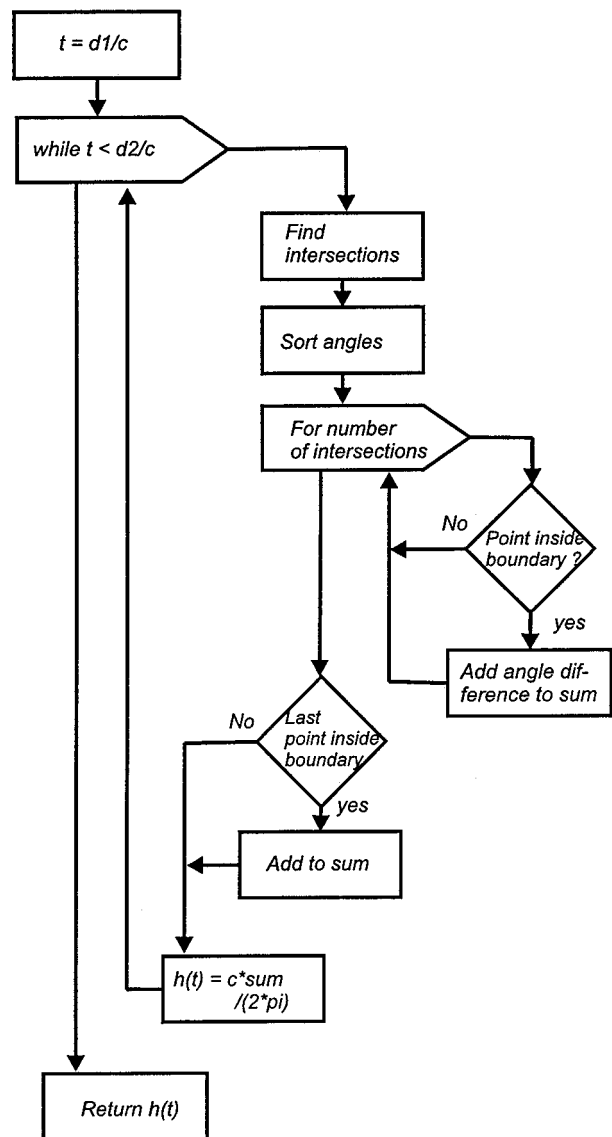 t = d1/c
while t < d2/c
Find
intersections
Sort angles
For number
of intersections
No
Point inside
boundary ?
yes
Add angle dif-
ference to sum
No
Last
point inside
boundary
yes
Add to sum
h(t) = c*sum
/(2*pi)
Return h(t)